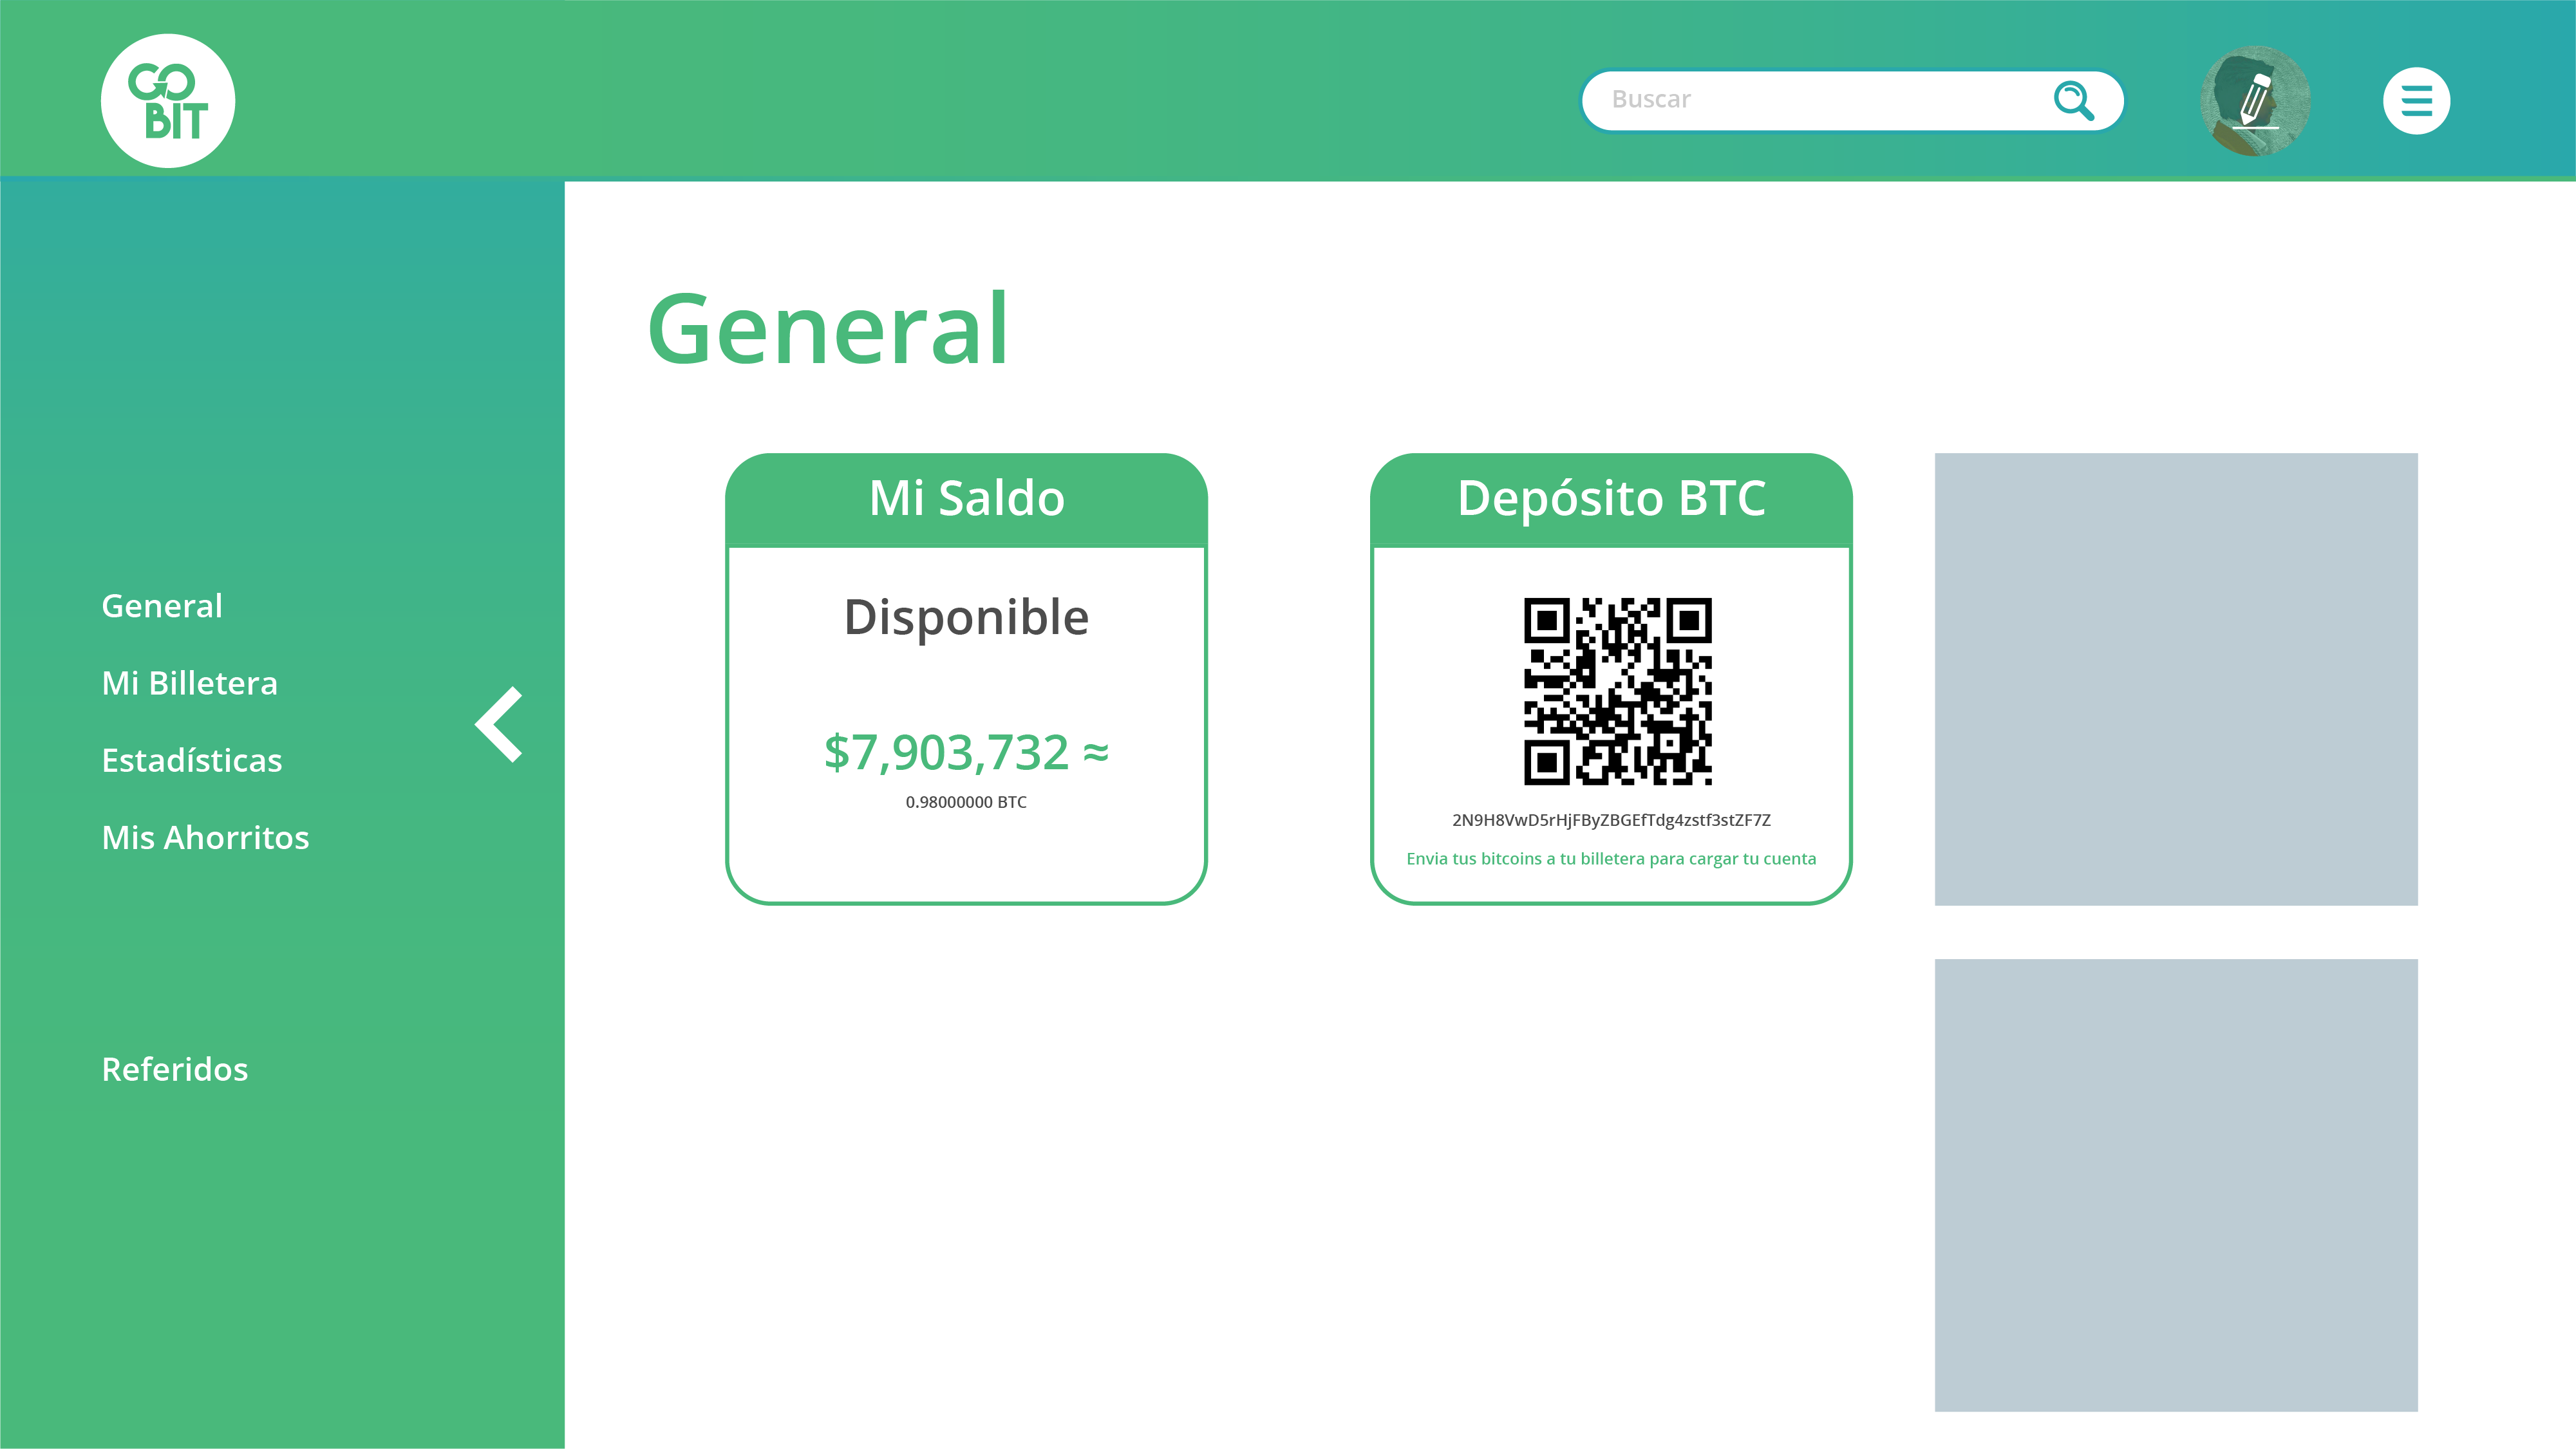 GO
BIT
Buscar
General
Mi Billetera
Estadísticas
Mis Ahorritos
Referidos
General
Mi Saldo
Disponible
$7,903,732 ≈
0.98000000 BTC
Depósito BTC
2N9H8VwD5rHjFByZBGEfTdg4zstf3stZF7Z
Envia tus bitcoins a tu billetera para cargar tu cuenta